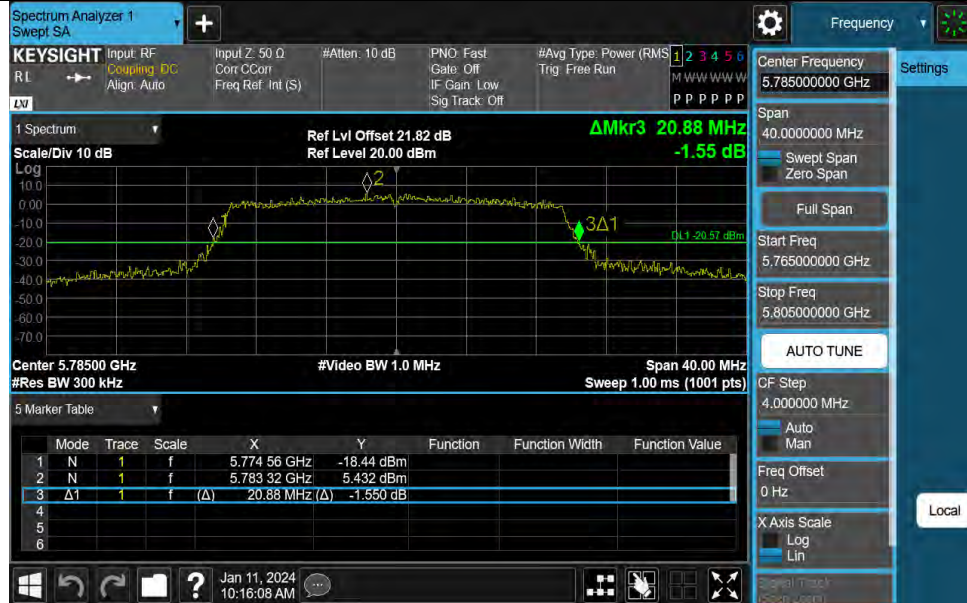 Spectrum Analyzer 1
Swept SA
Frequency
KEYSIGHT
RL
LXI
Input: RF
Coupling: DC
Align: Auto
Input Z: 50 Ω
Corr CCorr
Freq Ref: Int (S)
#Atten: 10 dB
PNO: Fast
Gate: Off
IF Gain: Low
Sig Track: Off
#Avg Type: Power (RMS
Trig: Free Run
1 2 3 4 5 6
M W W W W W
P P P P P P
1 Spectrum
Scale/Div 10 dB
Ref Lvl Offset 21.82 dB
Ref Level 20.00 dBm
ΔMkr3 20.88 MHz
-1.55 dB
Log
10.0
0.00
-10.0
-20.0
-30.0
-40.0
-50.0
-60.0
-70.0
1
2
3Δ1
DL1 -20.57 dBm
Center 5.78500 GHz
#Video BW 1.0 MHz
Span 40.00 MHz
#Res BW 300 kHz
Sweep 1.00 ms (1001 pts)
5 Marker Table
Mode Trace Scale X Y Function Function Width Function Value
1 N 1 f 5.774 56 GHz -18.44 dBm
2 N 1 f 5.783 32 GHz 5.432 dBm
3 Δ1 1 f (Δ) 20.88 MHz (Δ) -1.550 dB
4
5
6
Jan 11, 2024
10:16:08 AM
Center Frequency
5.785000000 GHz
Settings
Span
40.0000000 MHz
Swept Span
Zero Span
Full Span
Start Freq
5.765000000 GHz
Stop Freq
5.805000000 GHz
AUTO TUNE
CF Step
4.000000 MHz
Auto
Man
Freq Offset
0 Hz
Local
X Axis Scale
Log
Lin
Signal Track
(Span Zoom)